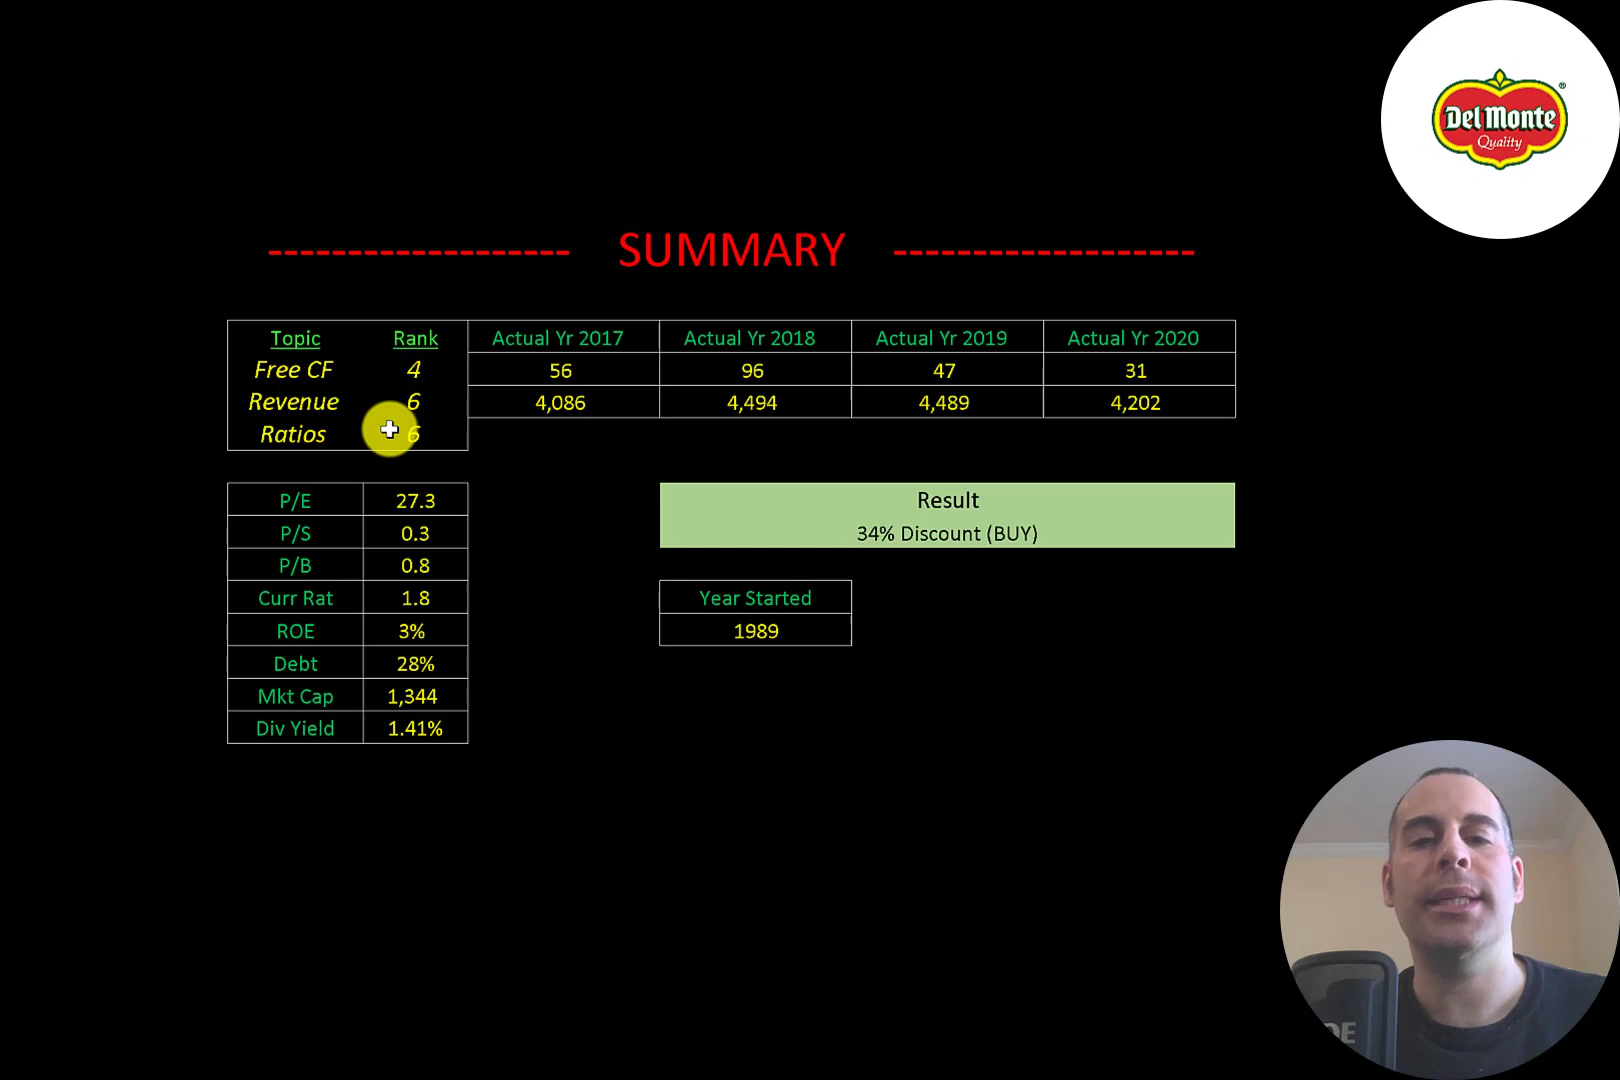 Del Monte
®
Quality
------------------- SUMMARY -------------------
Topic Rank Actual Yr 2017 Actual Yr 2018 Actual Yr 2019 Actual Yr 2020
Free CF 4 56 96 47 31
Revenue 6 4,086 4,494 4,489 4,202
Ratios 6
P/E 27.3
P/S 0.3
P/B 0.8
Curr Rat 1.8
ROE 3%
Debt 28%
Mkt Cap 1,344
Div Yield 1.41%
Result
34% Discount (BUY)
Year Started
1989